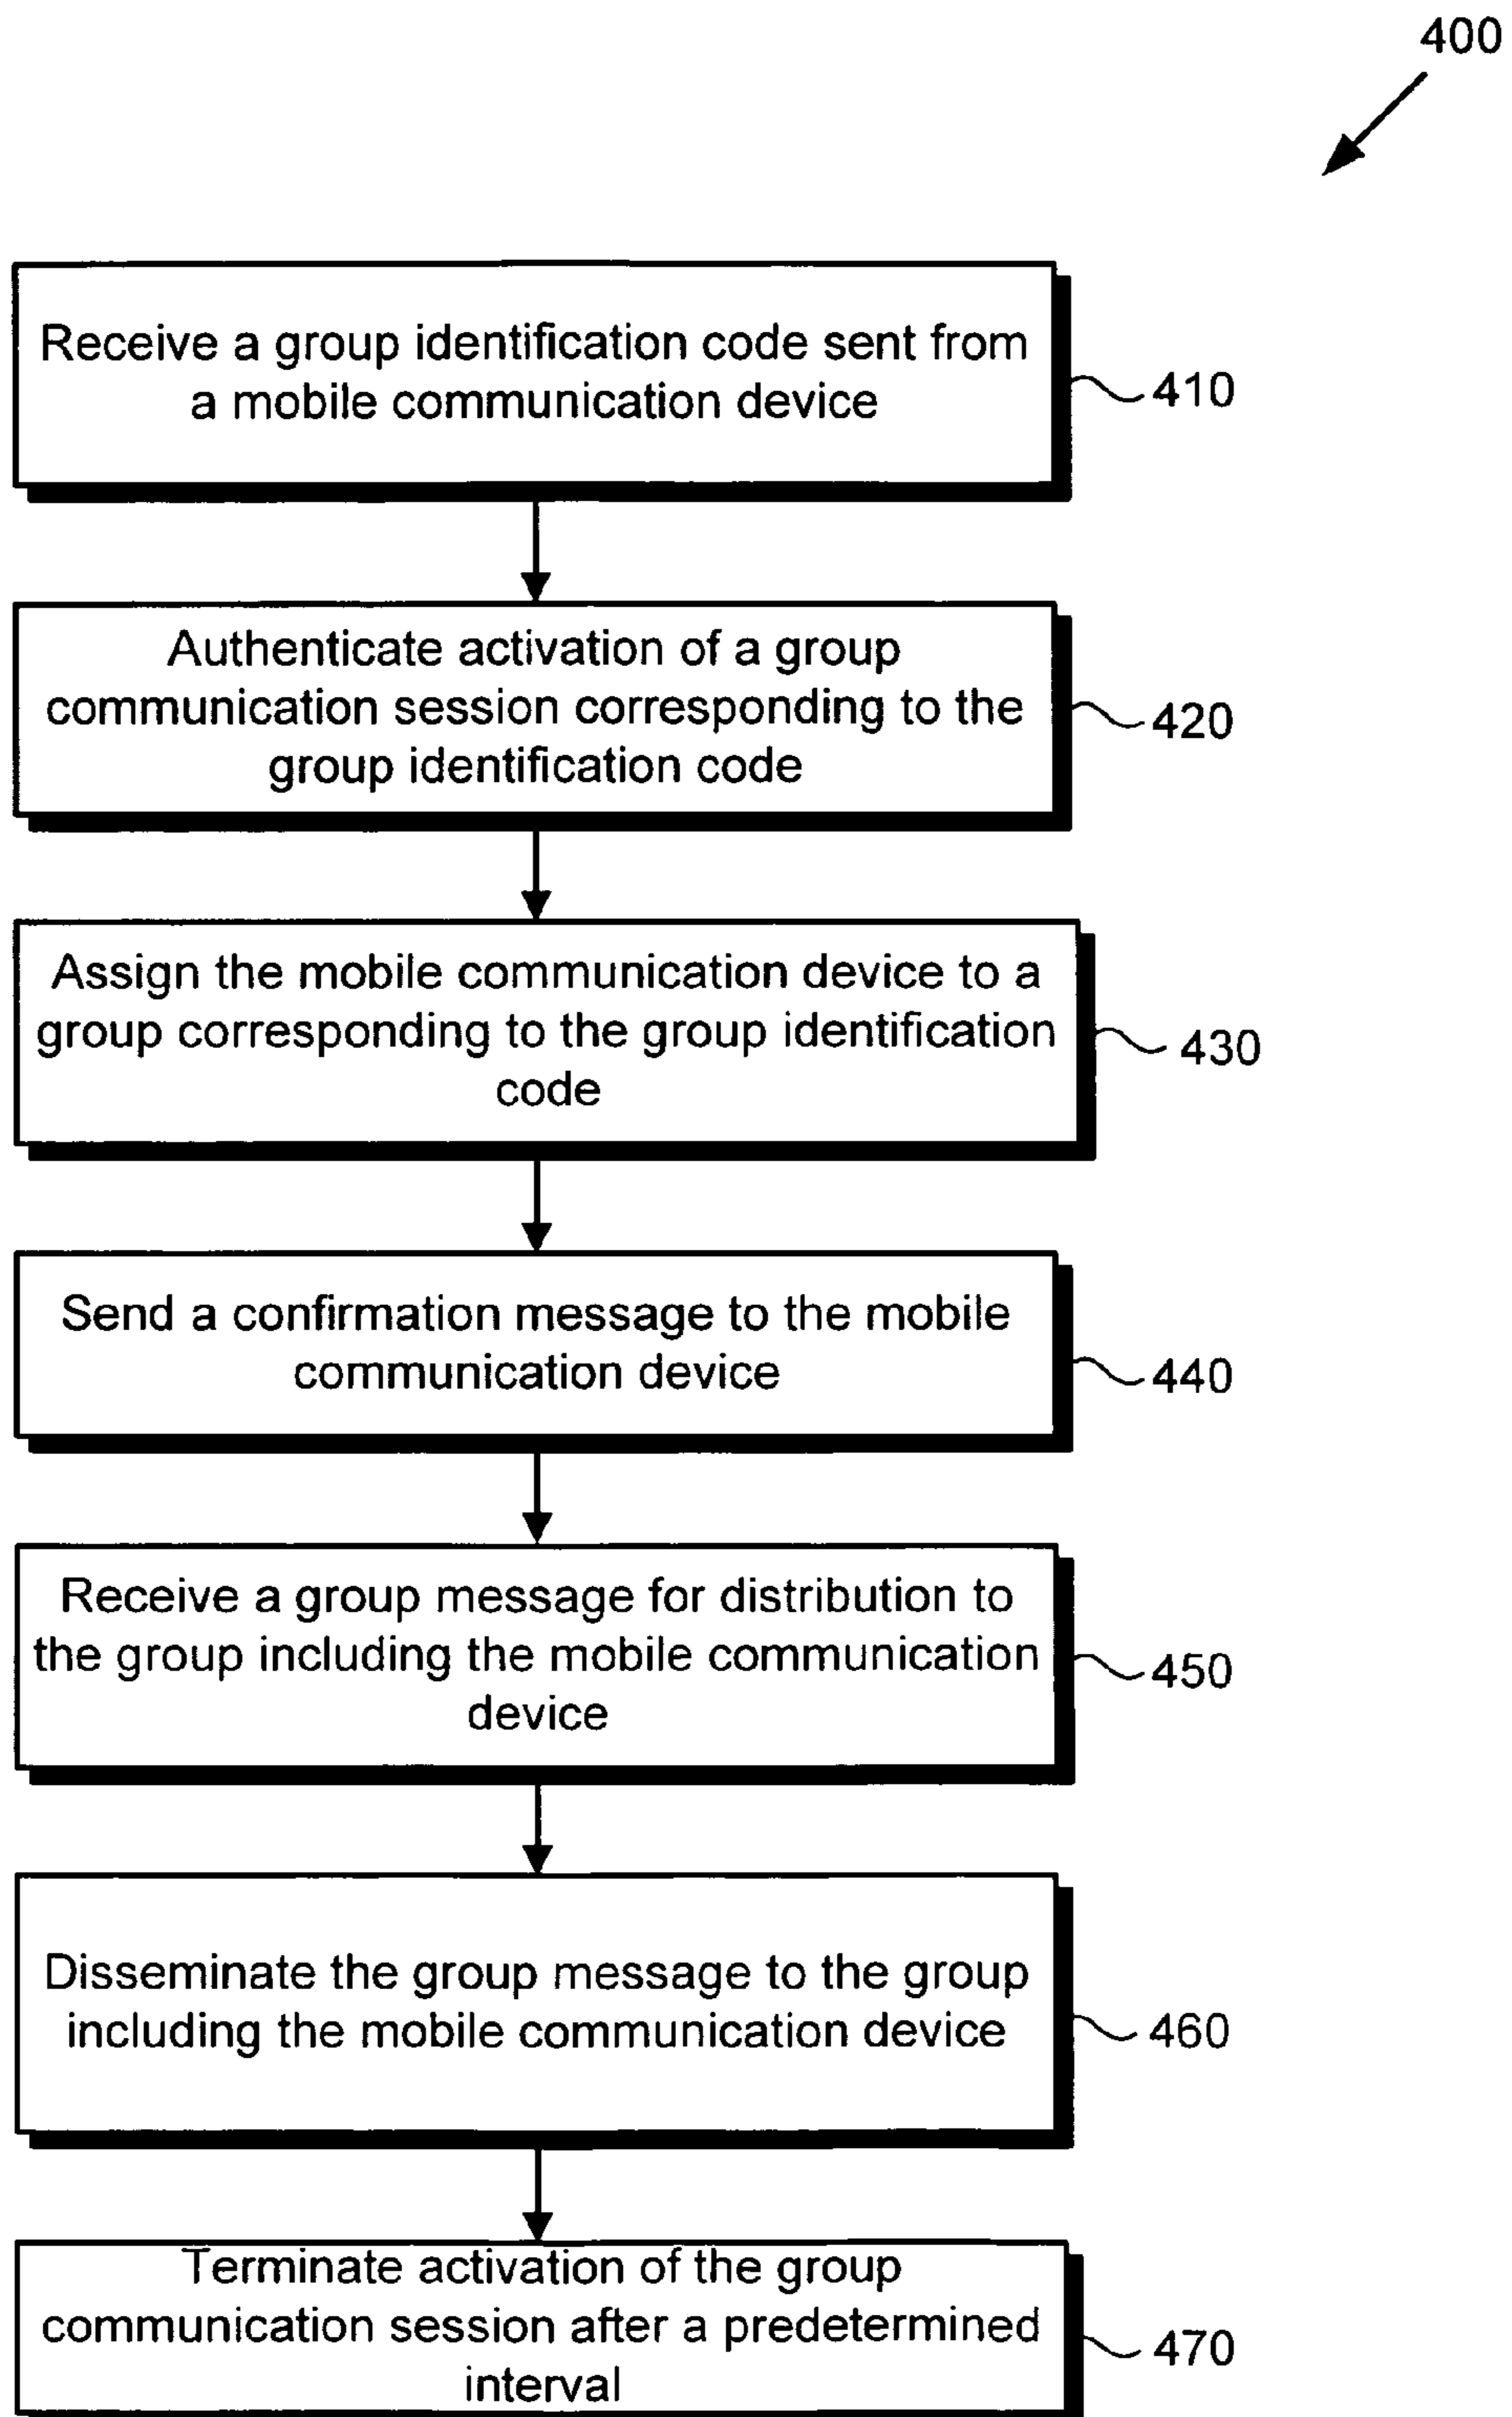 400
Receive a group identification code sent from
a mobile communication device
410
Authenticate activation of a group
communication session corresponding to the
group identification code
420
Assign the mobile communication device to a
group corresponding to the group identification
code
430
Send a confirmation message to the mobile
communication device
440
Receive a group message for distribution to
the group including the mobile communication
device
450
Disseminate the group message to the group
including the mobile communication device
460
Terminate activation of the group
communication session after a predetermined
interval
470